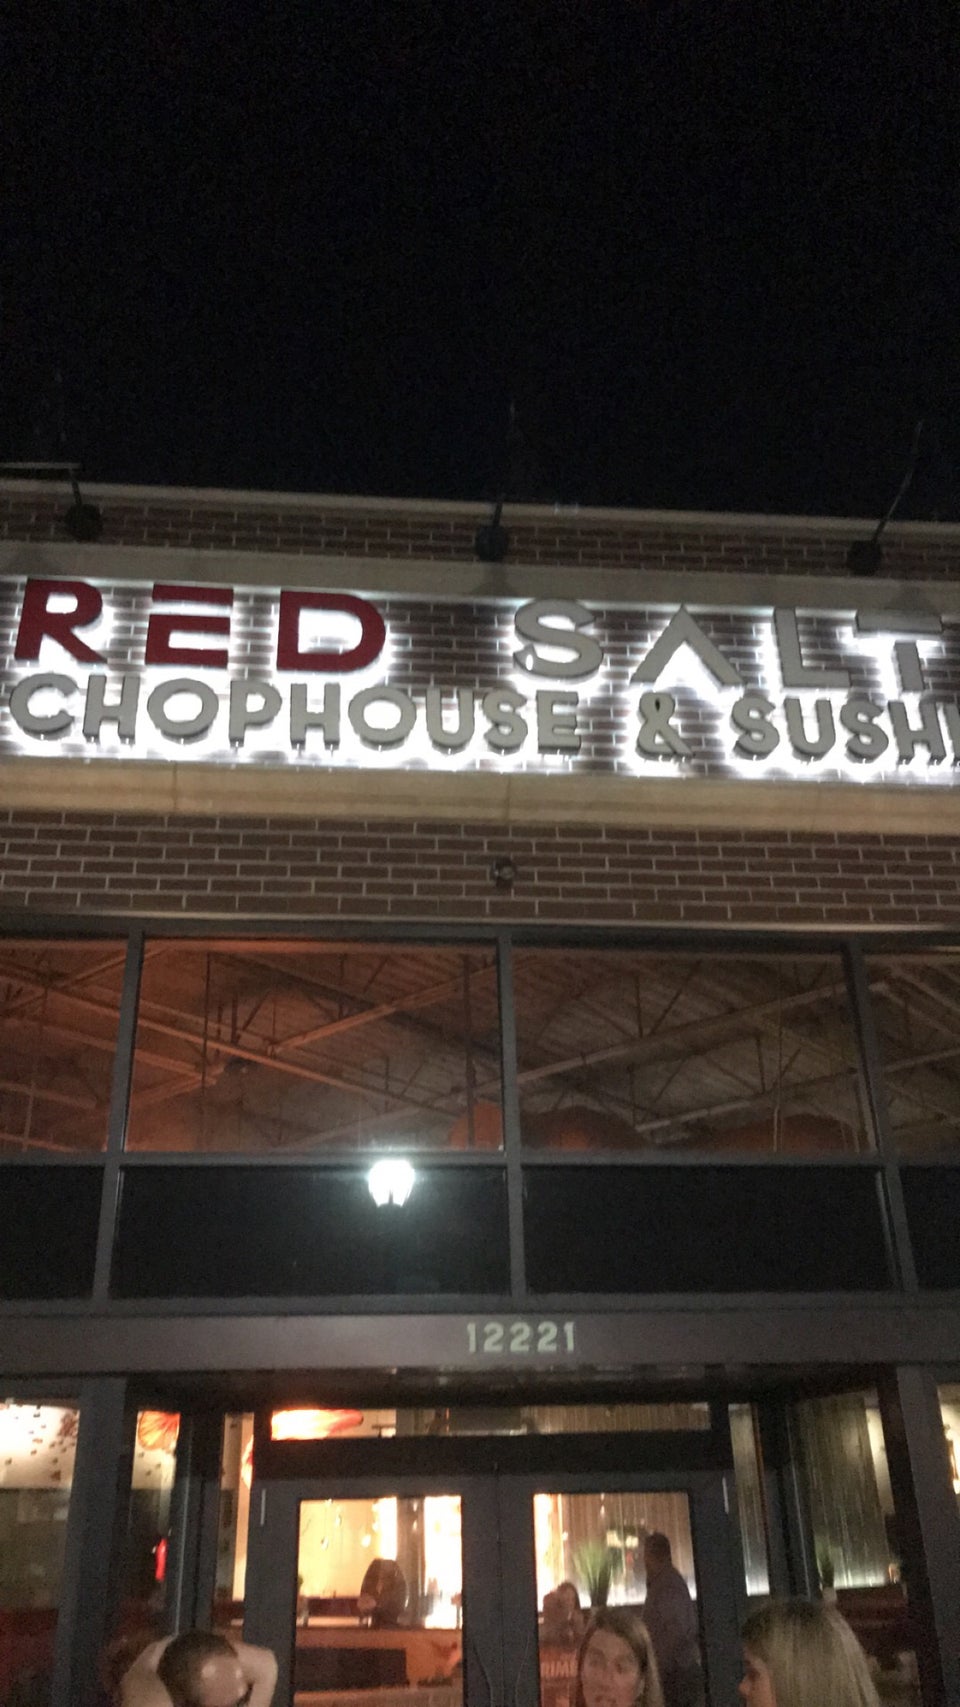 RED SALT
CHOPHOUSE & SUSHI
12221